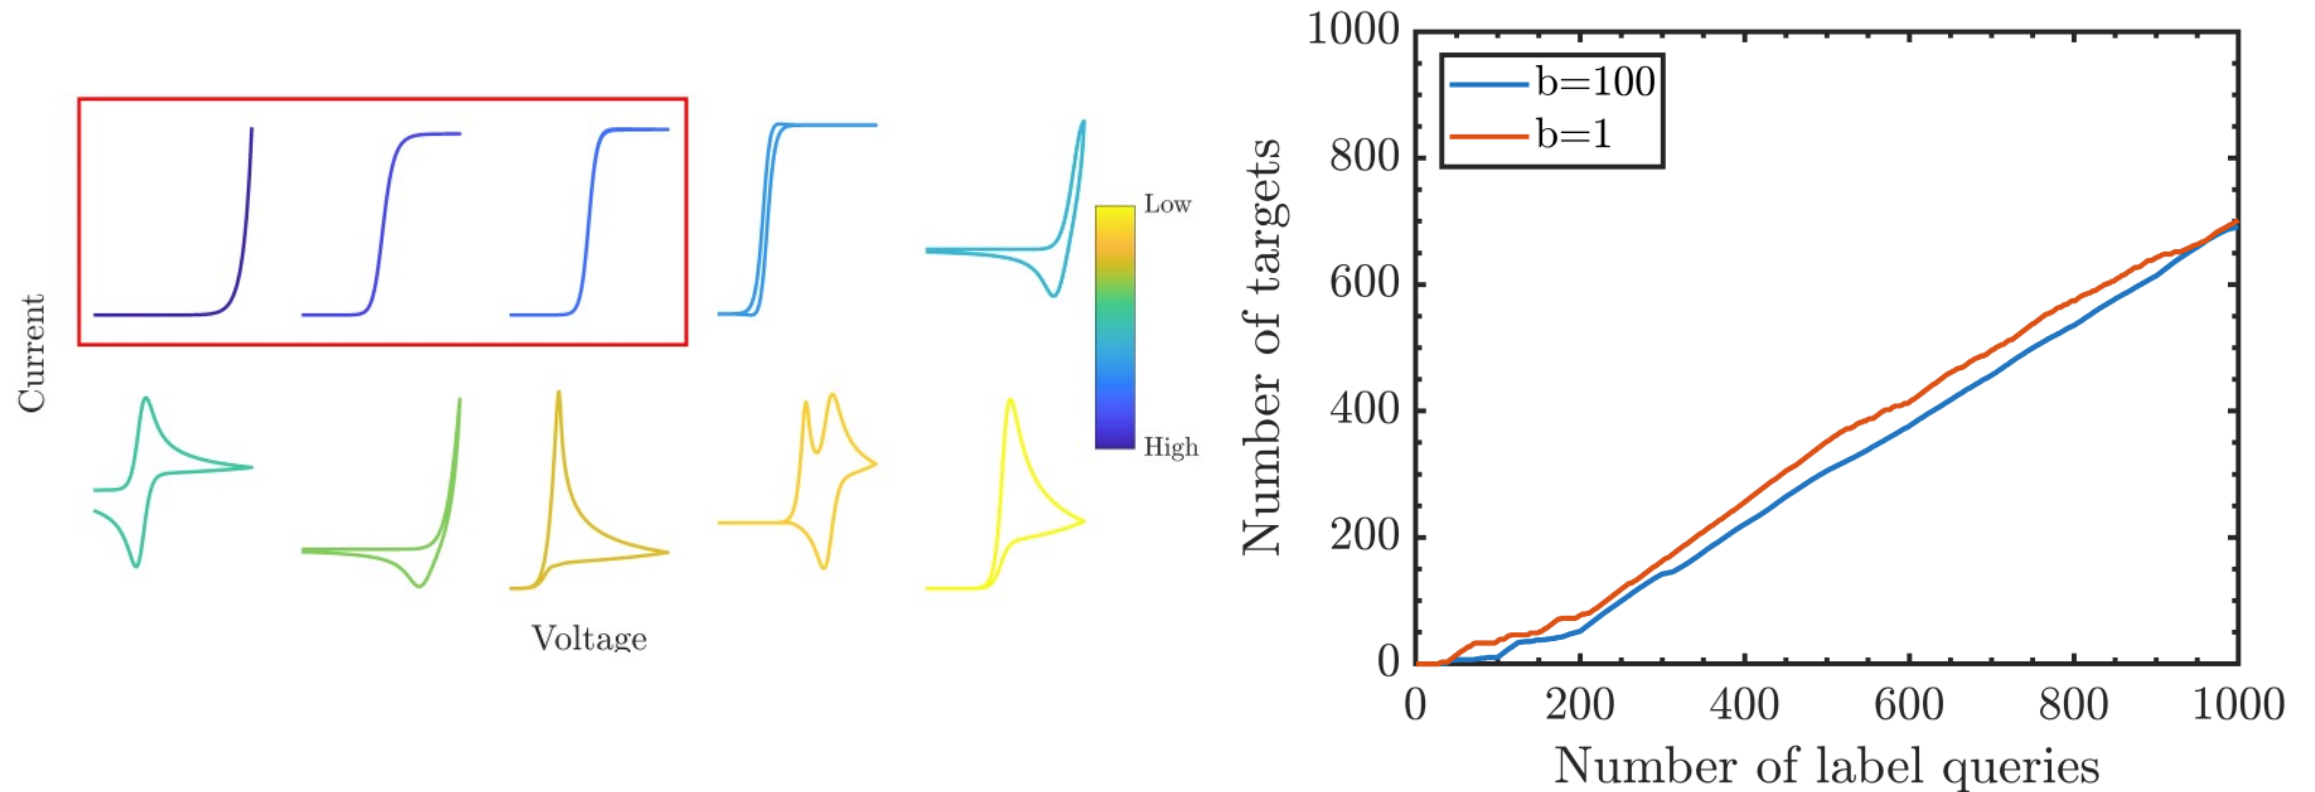 Current
Voltage
Low
High
Number of targets
1000
800
600
400
200
0
b=100
b=1
0 200 400 600 800 1000
Number of label queries